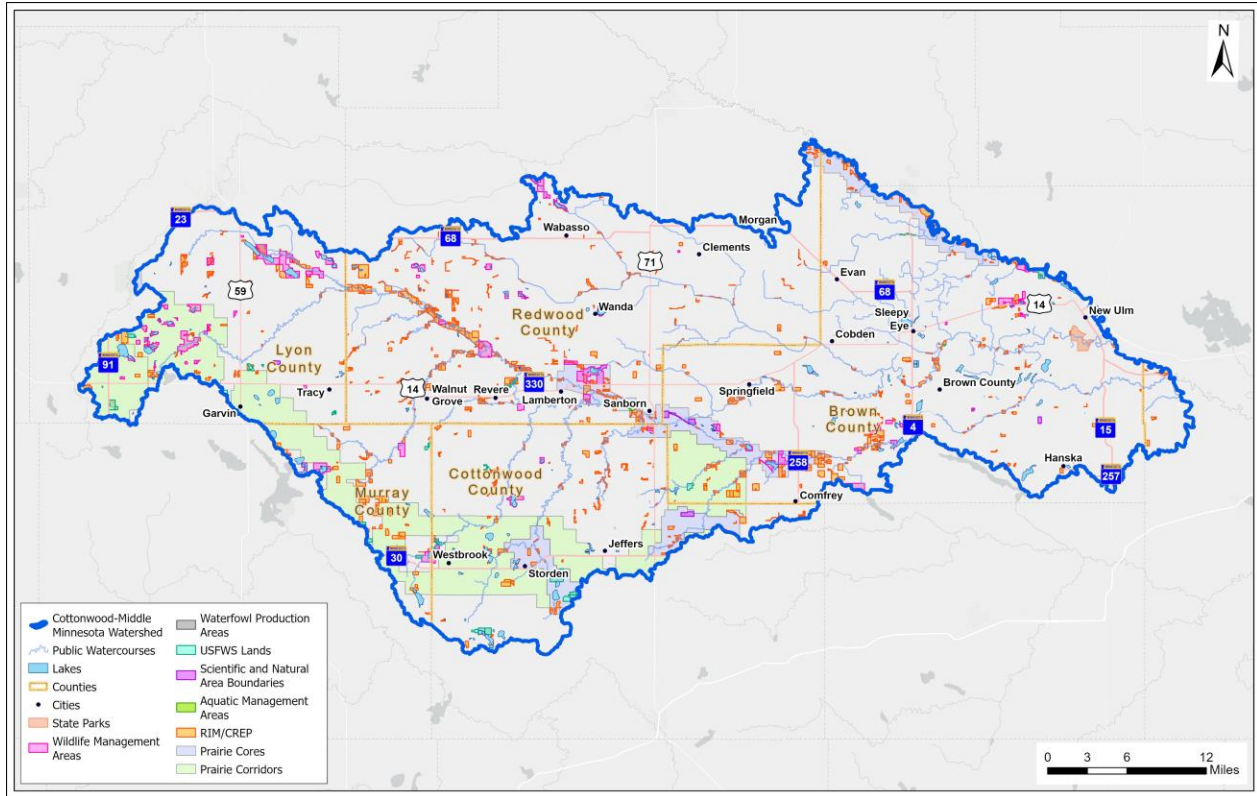 N
23
68
Wabasso
Morgan
Clements
71
59
Evan
68
Sleepy
Eye
14
New Ulm
Wanda
Redwood
County
Cobden
91
Lyon
County
Tracy
14
Walnut
Grove
Revere
330
Lamberton
Sanborn
Springfield
Brown County
Garvin
Brown
County
4
15
Hanska
257
258
Comfrey
Cottonwood
County
Murray
County
30
Westbrook
Storden
Jeffers
Cottonwood-Middle
Minnesota Watershed
Public Watercourses
Lakes
Counties
Cities
State Parks
Wildlife Management
Areas
Waterfowl Production
Areas
USFWS Lands
Scientific and Natural
Area Boundaries
Aquatic Management
Areas
RIM/CREP
Prairie Cores
Prairie Corridors
0 3 6 12
Miles